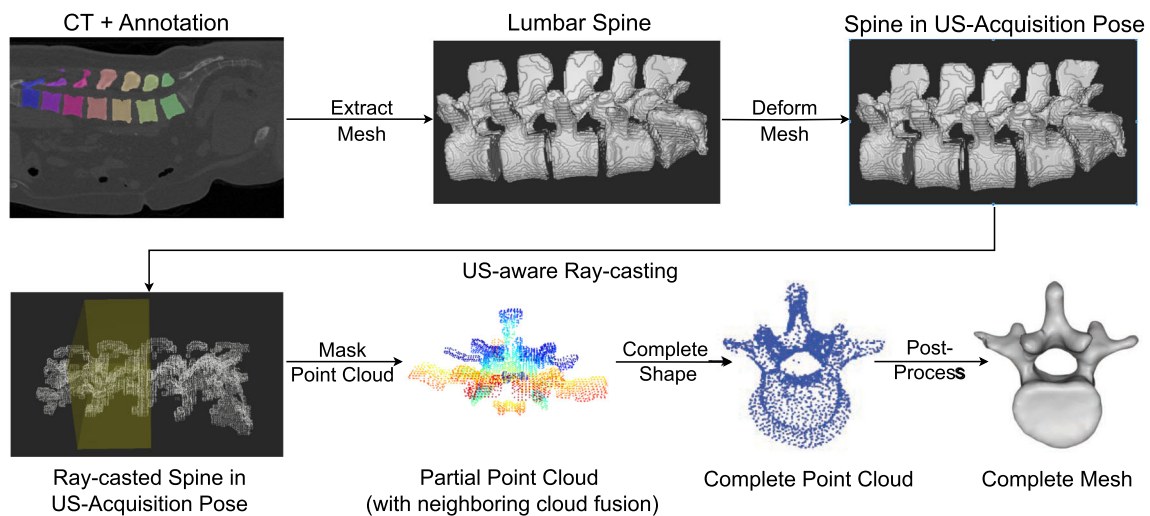 CT + Annotation
Lumbar Spine
Spine in US-Acquisition Pose
Extract
Mesh
Deform
Mesh
US-aware Ray-casting
Mask
Point Cloud
Complete
Shape
Post-
Process
Ray-casted Spine in
US-Acquisition Pose
Partial Point Cloud
(with neighboring cloud fusion)
Complete Point Cloud
Complete Mesh